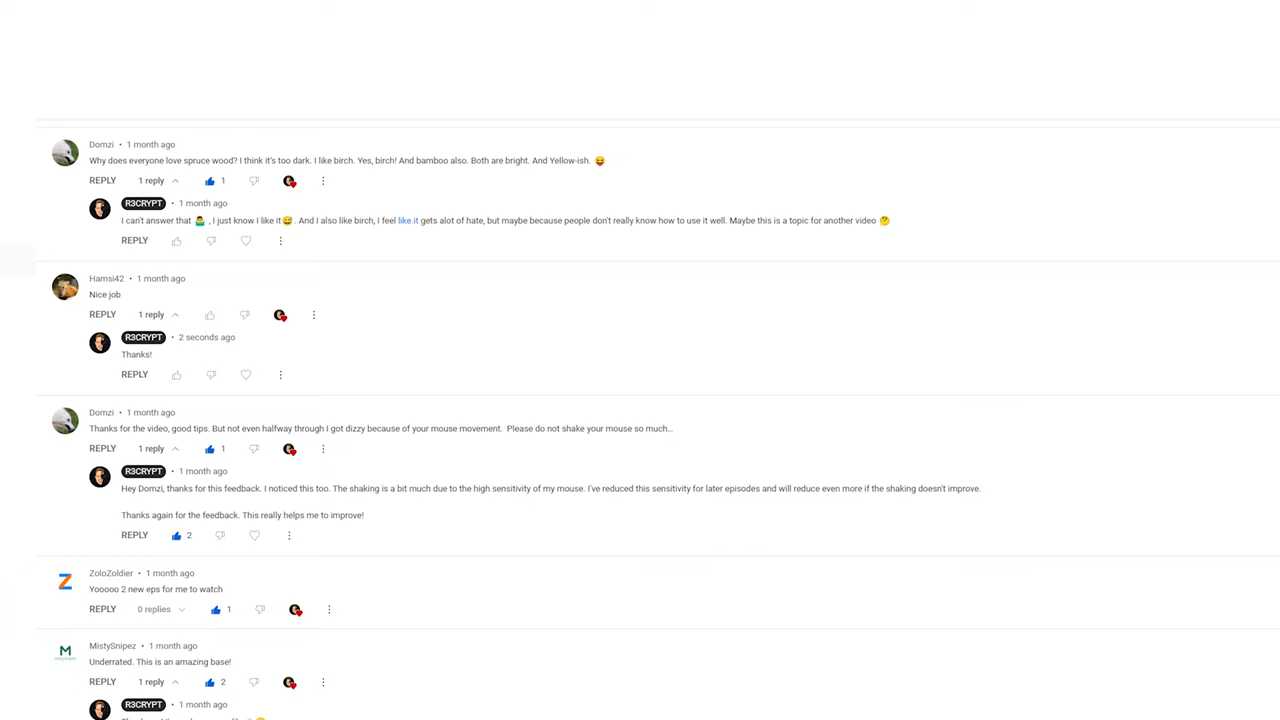 Domzi • 1 month ago
Why does everyone love spruce wood? I think it's too dark. I like birch. Yes, birch! And bamboo also. Both are bright. And Yellow-ish. 😝
REPLY 1 reply 1
R3CRYPT • 1 month ago
I can't answer that 🤷‍♂️ , I just know I like it😅 . And I also like birch, I feel like.it gets alot of hate, but maybe because people don't really know how to use it well. Maybe this is a topic for another video 🤔
REPLY
Hamsi42 • 1 month ago
Nice job
REPLY 1 reply
R3CRYPT • 2 seconds ago
Thanks!
REPLY
Domzi • 1 month ago
Thanks for the video, good tips. But not even halfway through I got dizzy because of your mouse movement. Please do not shake your mouse so much...
REPLY 1 reply 1
R3CRYPT • 1 month ago
Hey Domzi, thanks for this feedback. I noticed this too. The shaking is a bit much due to the high sensitivity of my mouse. I've reduced this sensitivity for later episodes and will reduce even more if the shaking doesn't improve.
Thanks again for the feedback. This really helps me to improve!
REPLY 2
Z
ZoloZoldier • 1 month ago
Yooooo 2 new eps for me to watch
REPLY 0 replies 1
M
MistySnipez • 1 month ago
Underrated. This is an amazing base!
REPLY 1 reply 2
R3CRYPT • 1 month ago